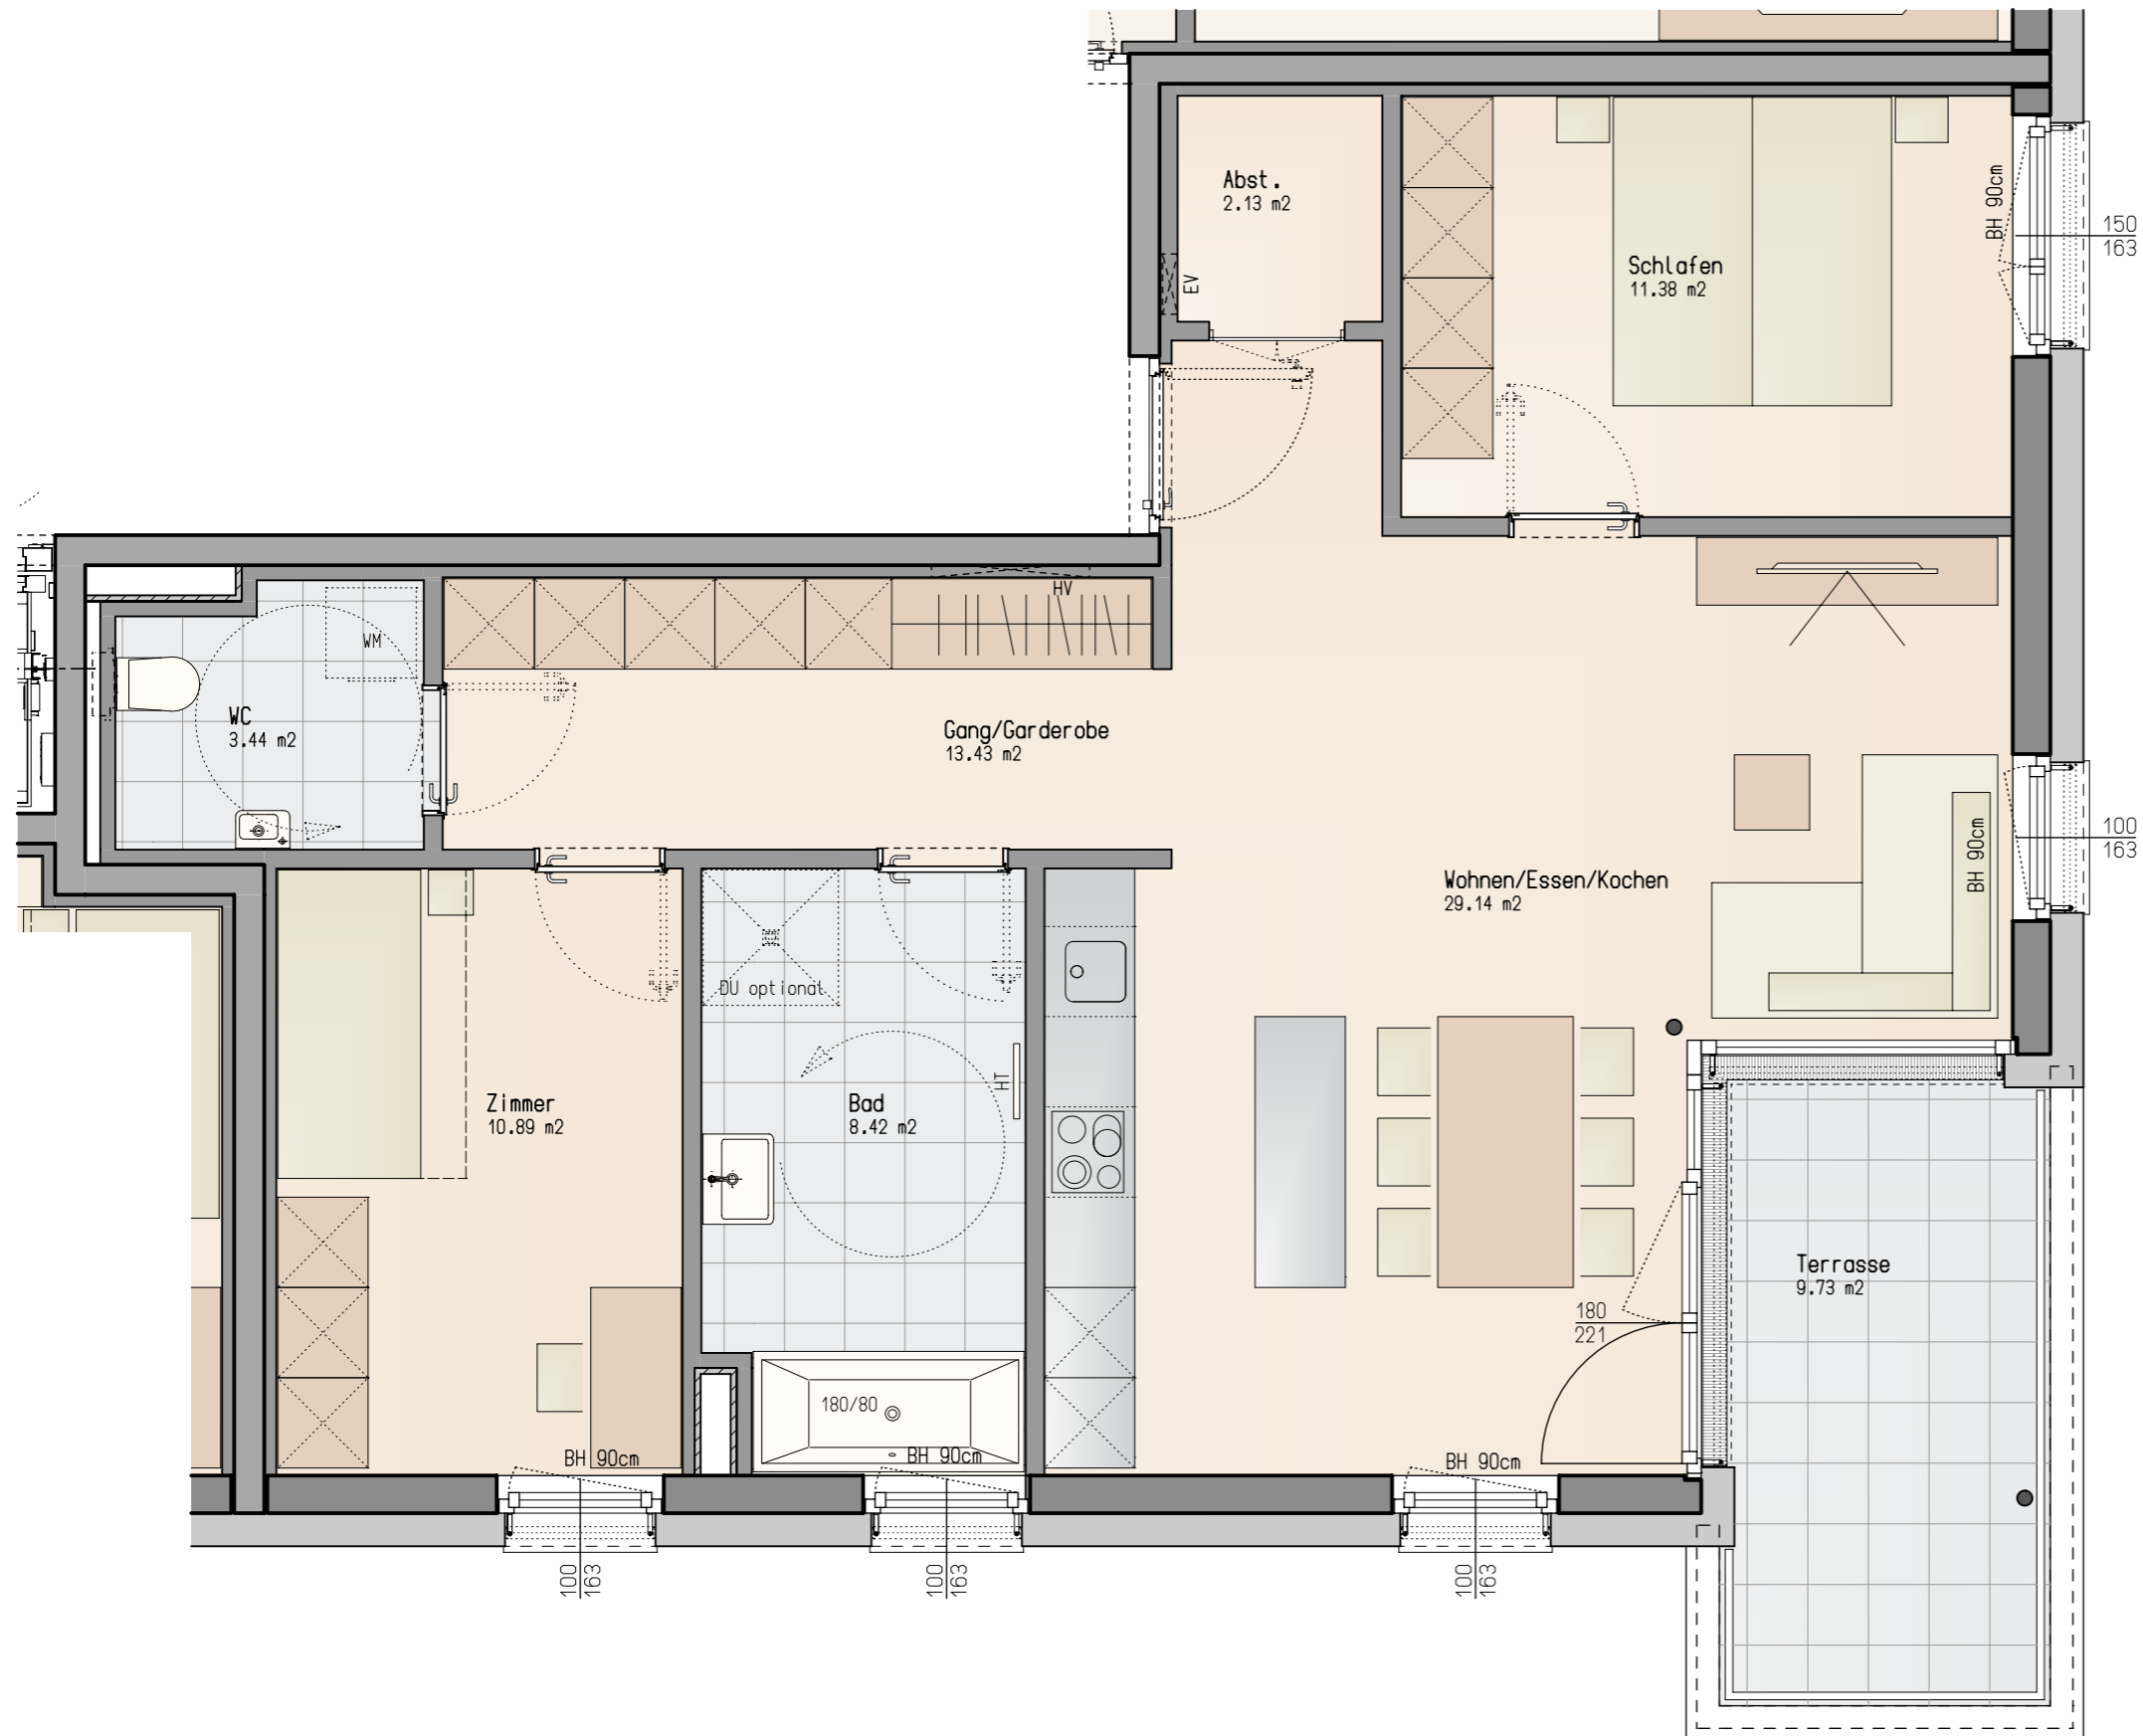 Abst.
2.13 m2
EV
Schlafen
11.38 m2
BH 90cm
150
163
HV
WM
WC
3.44 m2
Gang/Garderobe
13.43 m2
100
163
BH 90cm
Wohnen/Essen/Kochen
29.14 m2
DU optional
HT
Zimmer
10.89 m2
Bad
8.42 m2
Terrasse
9.73 m2
180
221
180/80
BH 90cm
BH 90cm
BH 90cm
100
163
100
163
100
163